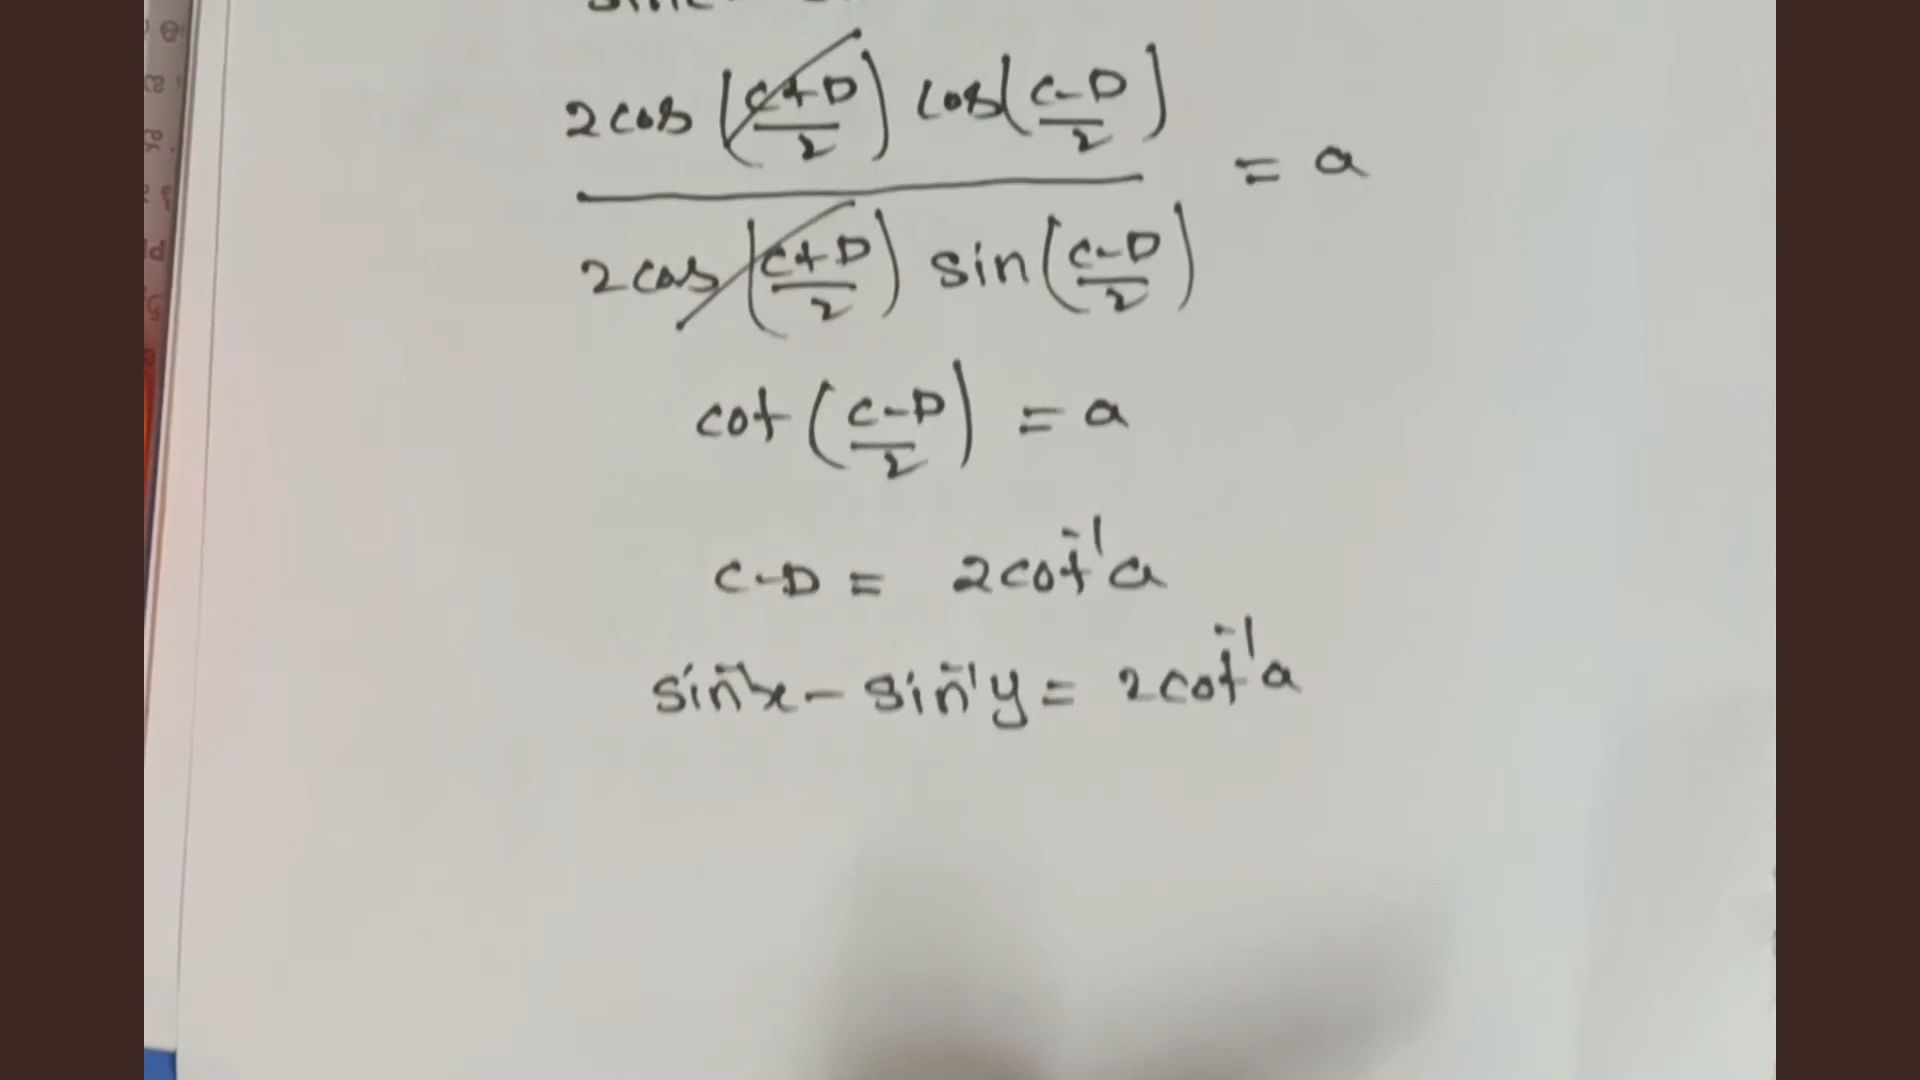 2cos (C+D/2) cos (C-D/2)
= a
2cos (C+D/2) sin (C-D/2)
cot (C-D/2) = a
C-D = 2cot⁻¹a
sin⁻¹x - sin⁻¹y = 2cot⁻¹a